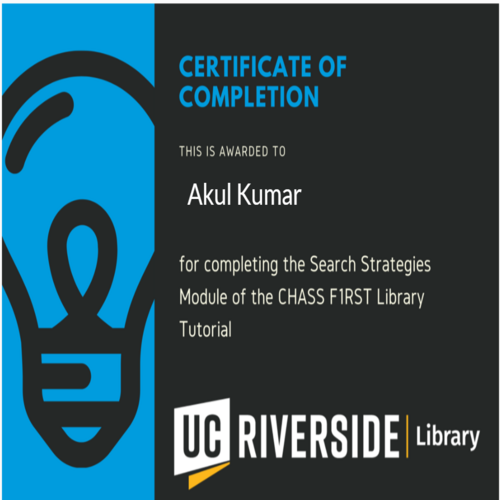 CERTIFICATE OF
COMPLETION
THIS IS AWARDED TO
Akul Kumar
for completing the Search Strategies
Module of the CHASS F1RST Library
Tutorial
UC RIVERSIDE | Library